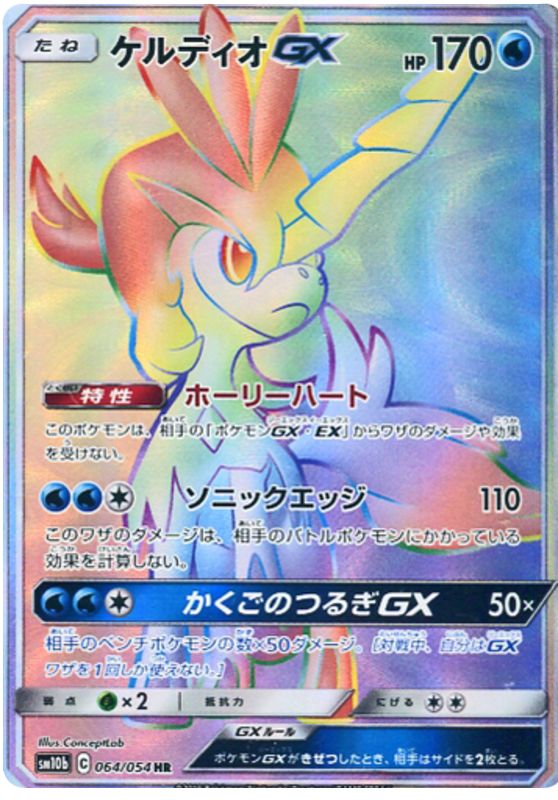 たね ケルディオGX HP 170
特性 ホーリーハート
このポケモンは、相手の「ポケモンGX・EX」からワザのダメージや効果
を受けない。
ソニックエッジ 110
このワザのダメージは、相手のバトルポケモンにかかっている
効果を計算しない。
かくごのつるぎGX 50×
相手のベンチポケモンの数×50ダメージ。[対戦中、自分はGX
ワザを1回しか使えない。]
弱点 ×2 抵抗力 にげる
Illus.ConceptLab
GXルール
sm10b C 064/054 HR
ポケモンGXがきぜつしたとき、相手はサイドを2枚とる。